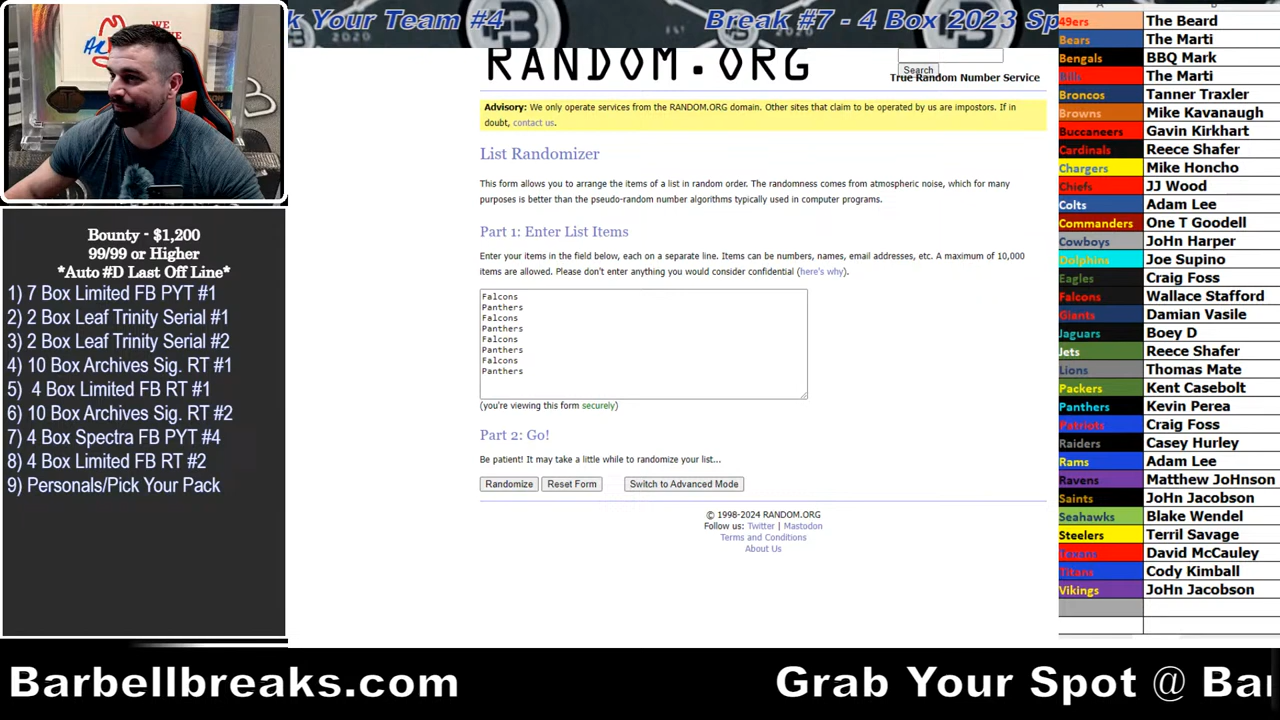 k Your Team #4
Break #7 - 4 Box 2023 Sp
WE
Bounty - $1,200
99/99 or Higher
*Auto #D Last Off Line*
1) 7 Box Limited FB PYT #1
2) 2 Box Leaf Trinity Serial #1
3) 2 Box Leaf Trinity Serial #2
4) 10 Box Archives Sig. RT #1
5) 4 Box Limited FB RT #1
6) 10 Box Archives Sig. RT #2
7) 4 Box Spectra FB PYT #4
8) 4 Box Limited FB RT #2
9) Personals/Pick Your Pack
RANDOM.ORG
Search
True Random Number Service
Advisory: We only operate services from the RANDOM.ORG domain. Other sites that claim to be operated by us are impostors. If in
doubt, contact us.
List Randomizer
This form allows you to arrange the items of a list in random order. The randomness comes from atmospheric noise, which for many
purposes is better than the pseudo-random number algorithms typically used in computer programs.
Part 1: Enter List Items
Enter your items in the field below, each on a separate line. Items can be numbers, names, email addresses, etc. A maximum of 10,000
items are allowed. Please don't enter anything you would consider confidential (here's why).
Falcons
Panthers
Falcons
Panthers
Falcons
Panthers
Falcons
Panthers
(you're viewing this form securely)
Part 2: Go!
Be patient! It may take a little while to randomize your list...
Randomize Reset Form Switch to Advanced Mode
© 1998-2024 RANDOM.ORG
Follow us: Twitter | Mastodon
Terms and Conditions
About Us
49ers The Beard
Bears The Marti
Bengals BBQ Mark
Bills The Marti
Broncos Tanner Traxler
Browns Mike Kavanaugh
Buccaneers Gavin Kirkhart
Cardinals Reece Shafer
Chargers Mike Honcho
Chiefs JJ Wood
Colts Adam Lee
Commanders One T Goodell
Cowboys JoHn Harper
Dolphins Joe Supino
Eagles Craig Foss
Falcons Wallace Stafford
Giants Damian Vasile
Jaguars Boey D
Jets Reece Shafer
Lions Thomas Mate
Packers Kent Casebolt
Panthers Kevin Perea
Patriots Craig Foss
Raiders Casey Hurley
Rams Adam Lee
Ravens Matthew JoHnson
Saints JoHn Jacobson
Seahawks Blake Wendel
Steelers Terril Savage
Texans David McCauley
Titans Cody Kimball
Vikings JoHn Jacobson
Barbellbreaks.com
Grab Your Spot @ Bar